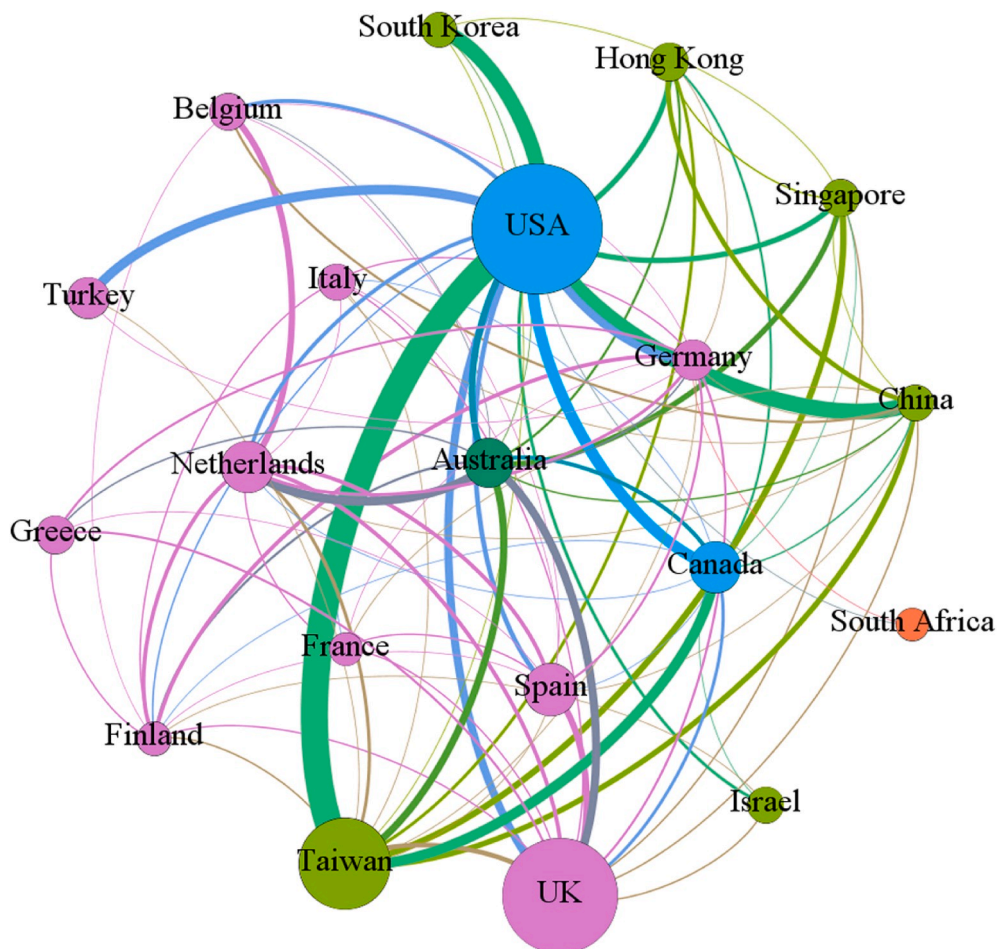 South Korea
Hong Kong
Belgium
Singapore
USA
Italy
Turkey
Germany
China
Netherlands
Australia
Greece
Canada
South Africa
France
Spain
Finland
Israel
Taiwan
UK